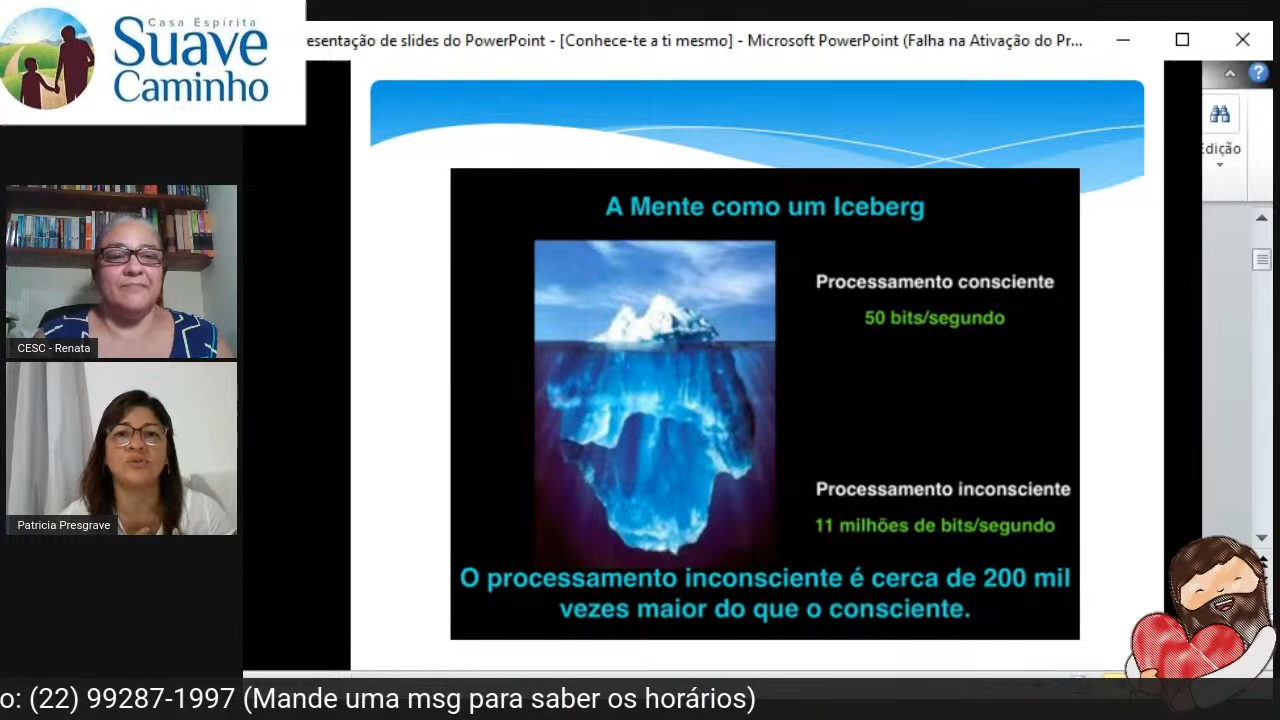 Casa Espírita
Suave
Caminho
resentação de slides do PowerPoint - [Conhece-te a ti mesmo] - Microsoft PowerPoint (Falha na Ativação do Pr...
Edição
A Mente como um Iceberg
Processamento consciente
50 bits/segundo
CESC - Renata
Processamento inconsciente
11 milhões de bits/segundo
Patricia Presgrave
O processamento inconsciente é cerca de 200 mil
vezes maior do que o consciente.
o: (22) 99287-1997 (Mande uma msg para saber os horários)